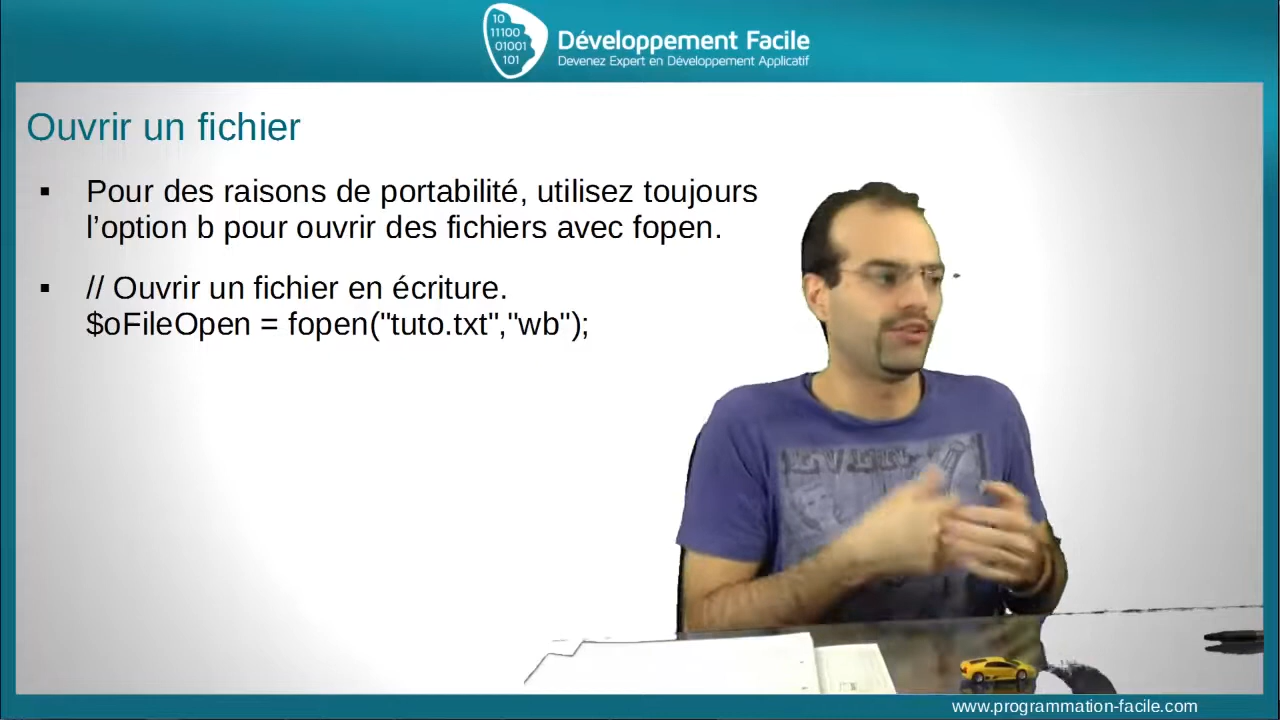 10
11100
01001
101
Développement Facile
Devenez Expert en Développement Applicatif
Ouvrir un fichier
▪ Pour des raisons de portabilité, utilisez toujours
l’option b pour ouvrir des fichiers avec fopen.
▪ // Ouvrir un fichier en écriture.
$oFileOpen = fopen("tuto.txt","wb");
www.programmation-facile.com